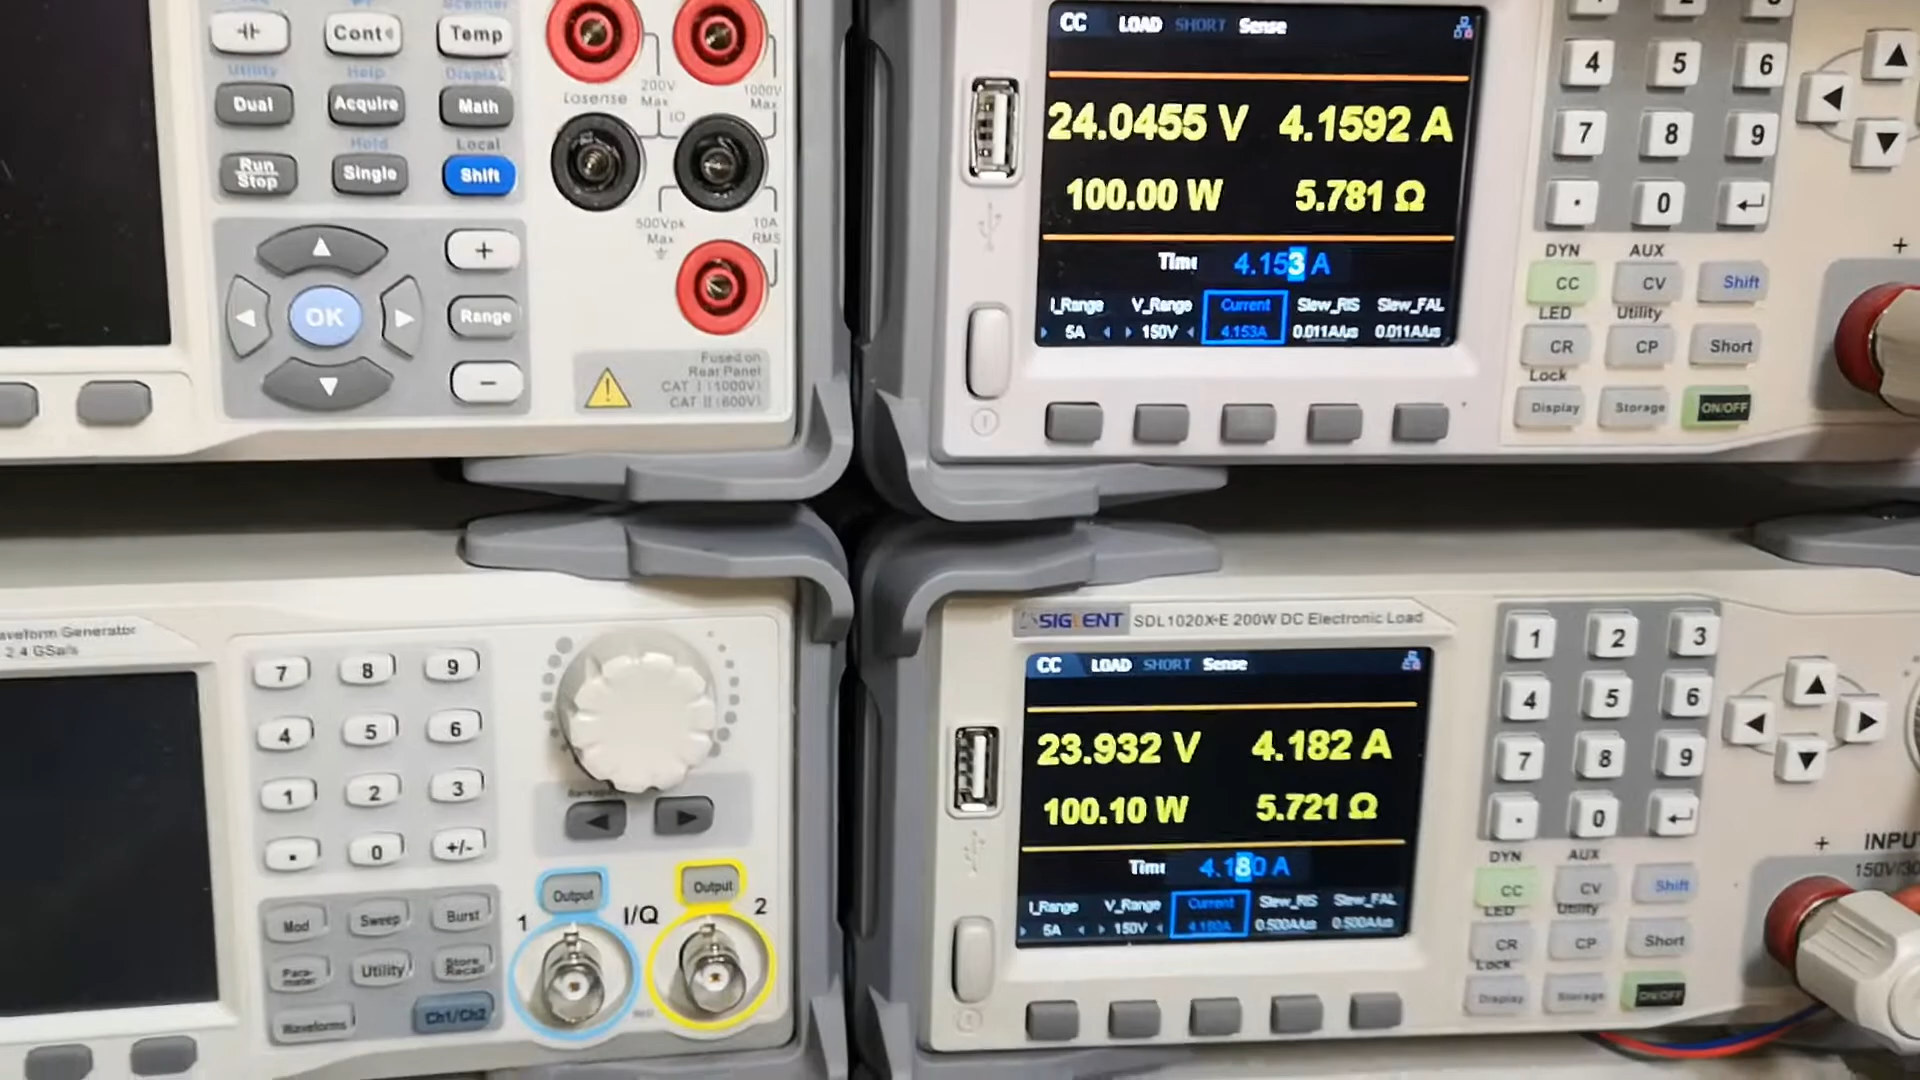 Cont
Temp
Utility
Help
Display
Dual
Acquire
Math
Hold
Local
Run
Stop
Single
Shift
OK
+
Range
−
Losense
200V
Max
IO
1000V
Max
500Vpk
Max
10A
RMS
Fused on
Rear Panel
CAT I (1000V)
CAT II (600V)
CC LOAD SHORT Sense
24.0455 V 4.1592 A
100.00 W 5.781 Ω
Time 4.153 A
I_Range V_Range Current Slew_RIS Slew_FAL
5A 150V 4.153A 0.011A/us 0.011A/us
4 5 6
7 8 9
. 0
+
DYN AUX
CC CV Shift
LED Utility
CR CP Short
Lock
Display Storage ON/OFF
aveform Generator
2.4 GSa/s
7 8 9
4 5 6
1 2 3
. 0 +/-
Mod Sweep Burst
Para-
meter
Utility
Store
Recall
Waveforms Ch1/Ch2
Output Output
1 I/Q 2
SIGLENT SDL1020X-E 200W DC Electronic Load
CC LOAD SHORT Sense
23.932 V 4.182 A
100.10 W 5.721 Ω
Time 4.180 A
I_Range V_Range Current Slew_RIS Slew_FAL
5A 150V 4.180A 0.500A/us 0.500A/us
1 2 3
4 5 6
7 8 9
. 0
+ INPU
150V/30
DYN AUX
CC CV Shift
LED Utility
CR CP Short
Lock
Display Storage ON/OFF